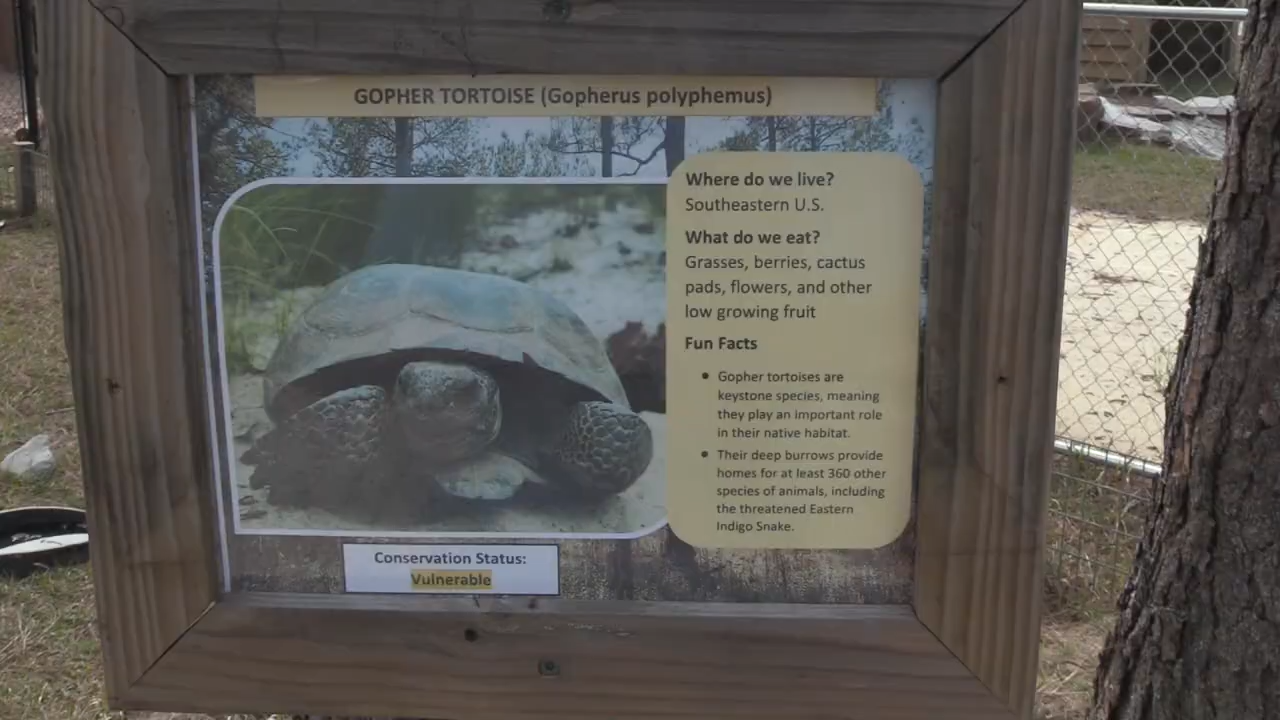 GOPHER TORTOISE (Gopherus polyphemus)
Where do we live?
Southeastern U.S.
What do we eat?
Grasses, berries, cactus
pads, flowers, and other
low growing fruit
Fun Facts
• Gopher tortoises are
keystone species, meaning
they play an important role
in their native habitat.
• Their deep burrows provide
homes for at least 360 other
species of animals, including
the threatened Eastern
Indigo Snake.
Conservation Status:
Vulnerable